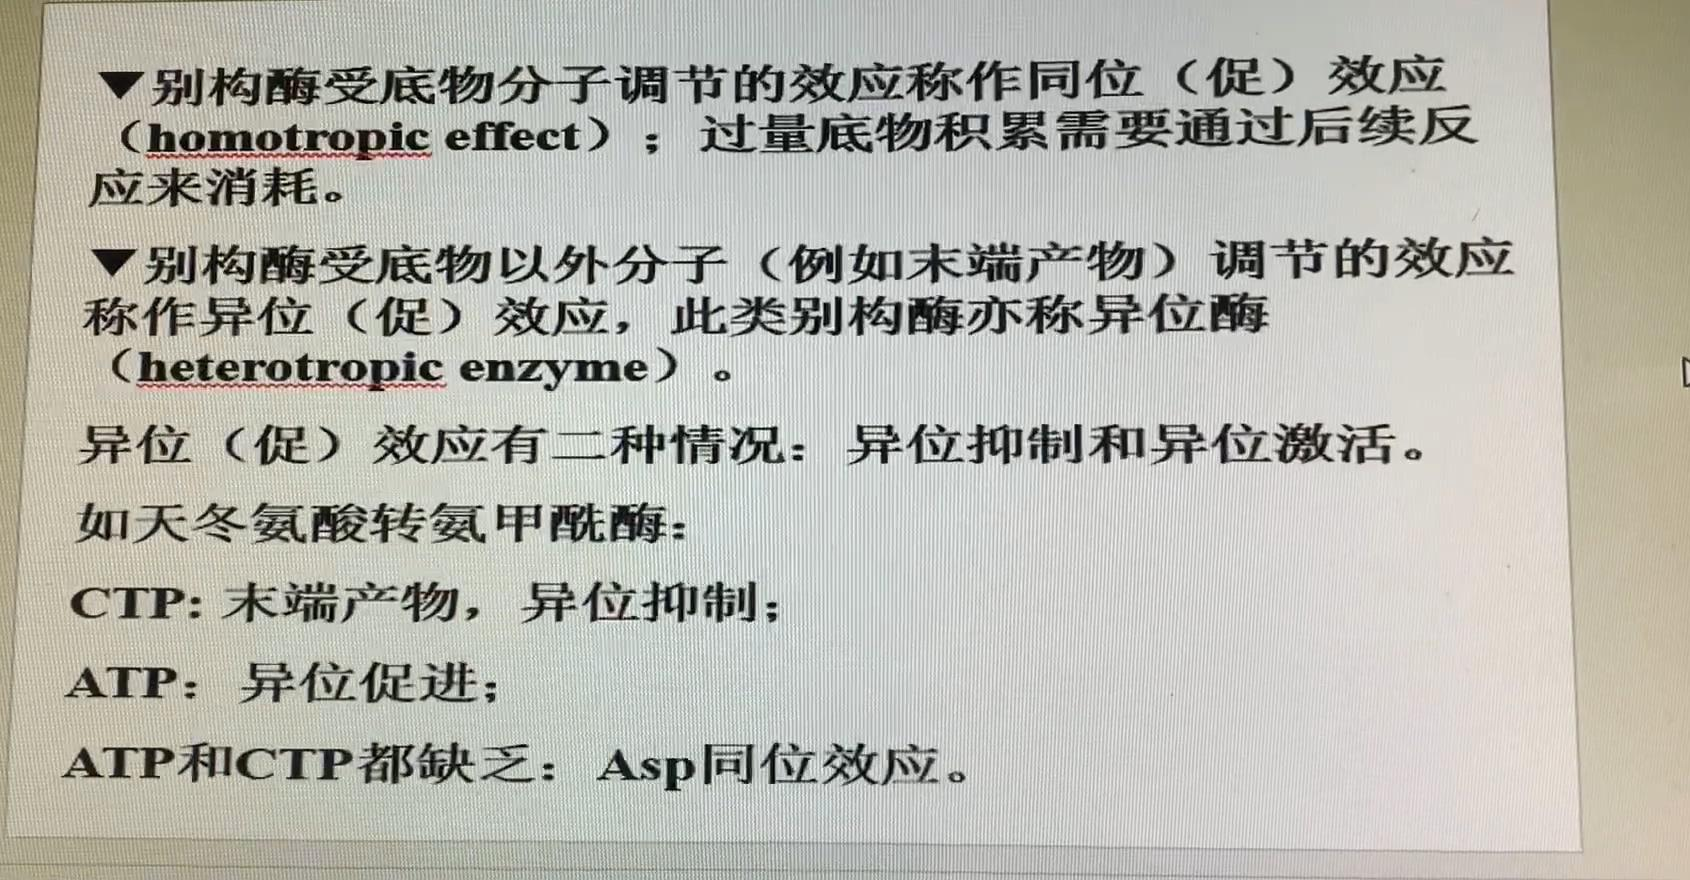 ▼别构酶受底物分子调节的效应称作同位（促）效应
（homotropic effect）；过量底物积累需要通过后续反
应来消耗。
▼别构酶受底物以外分子（例如末端产物）调节的效应
称作异位（促）效应，此类别构酶亦称异位酶
（heterotropic enzyme）。
异位（促）效应有二种情况：异位抑制和异位激活。
如天冬氨酸转氨甲酰酶：
CTP: 末端产物，异位抑制；
ATP：异位促进；
ATP和CTP都缺乏：Asp同位效应。